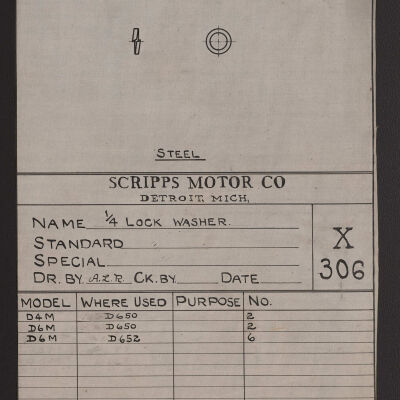 STEEL
SCRIPPS MOTOR CO
DETROIT, MICH,
NAME 1/4 LOCK WASHER.
STANDARD
SPECIAL
DR. BY A.L.R. CK. BY DATE
X
306
MODEL WHERE USED PURPOSE NO.
D4M D650 2
D6M D650 2
D6M D652 6